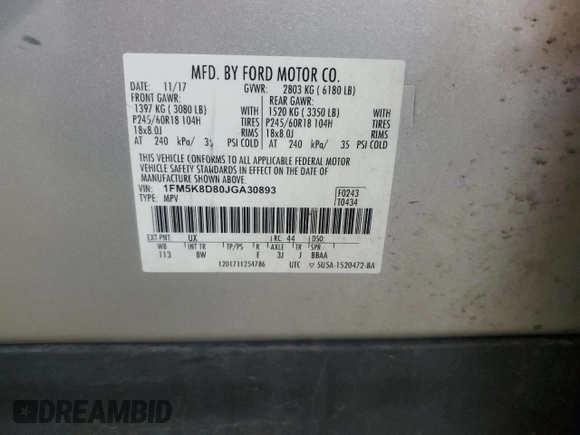 MFD. BY FORD MOTOR CO.
DATE: 11/17 GVWR: 2803 KG ( 6180 LB)
FRONT GAWR: REAR GAWR:
1397 KG ( 3080 LB) WITH 1520 KG ( 3350 LB) WITH
P245/60R18 104H TIRES P245/60R18 104H TIRES
18x8.0J RIMS 18x8.0J RIMS
AT 240 kPa/ 35 PSI COLD AT 240 kPa/ 35 PSI COLD
THIS VEHICLE CONFORMS TO ALL APPLICABLE FEDERAL MOTOR
VEHICLE SAFETY STANDARDS IN EFFECT ON THE DATE OF
MANUFACTURE SHOWN ABOVE.
VIN: 1FM5K8D80JGA30893 F0243
TYPE: MPV T0434
EXT PNT: UX RC: 44 DSO:
WB INT TR TP/PS R AXLE TR SPR
113 8W E 3J J BBAA
1201711254786 UTC ▽ 5U5A-1520472-BA
DREAMBID